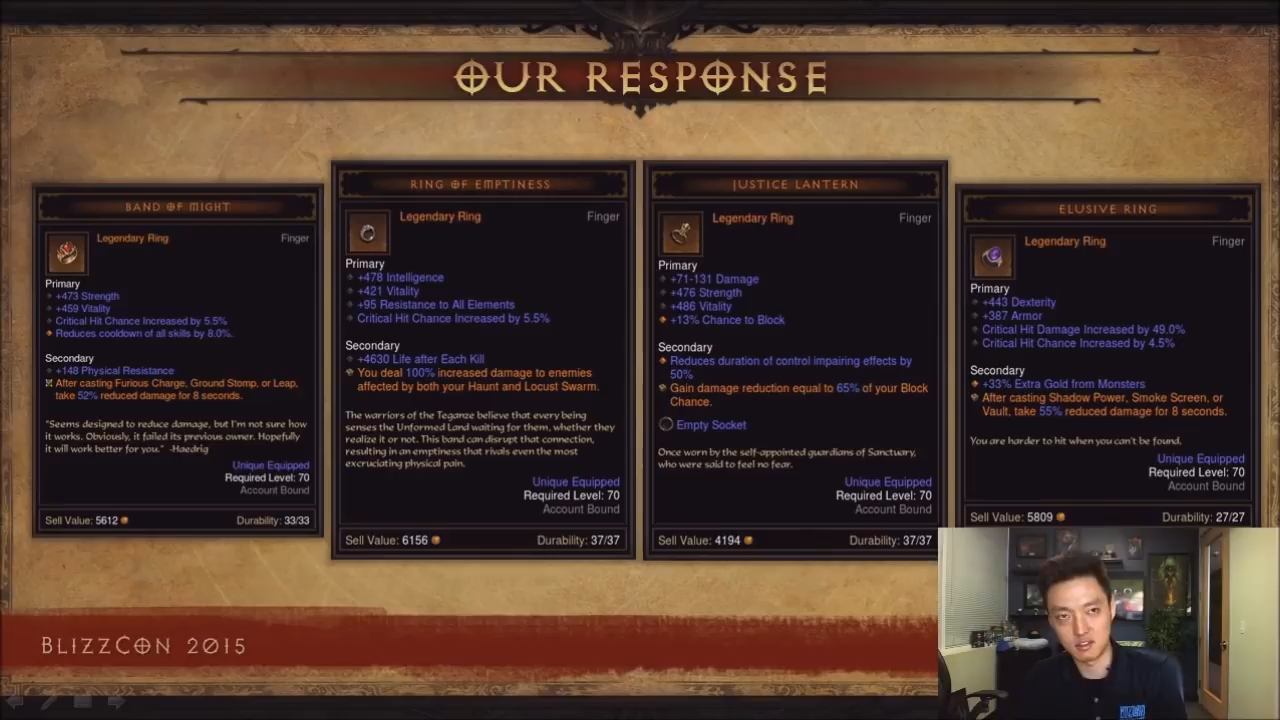 OUR RESPONSE
BAND OF MIGHT
Legendary Ring
Finger
Primary
+473 Strength
+459 Vitality
Critical Hit Chance Increased by 5.5%
Reduces cooldown of all skills by 8.0%.
Secondary
+148 Physical Resistance
After casting Furious Charge, Ground Stomp, or Leap,
take 52% reduced damage for 8 seconds.
"Seems designed to reduce damage, but I'm not sure how
it works. Obviously, it failed its previous owner. Hopefully
it will work better for you." -Haedrig
Unique Equipped
Required Level: 70
Account Bound
Sell Value: 5612
Durability: 33/33
RING OF EMPTINESS
Legendary Ring
Finger
Primary
+478 Intelligence
+421 Vitality
+95 Resistance to All Elements
Critical Hit Chance Increased by 5.5%
Secondary
+4630 Life after Each Kill
You deal 100% increased damage to enemies
affected by both your Haunt and Locust Swarm.
The warriors of the Teganze believe that every being
senses the Unformed Land waiting for them, whether they
realize it or not. This band can disrupt that connection,
resulting in an emptiness that rivals even the most
excruciating physical pain.
Unique Equipped
Required Level: 70
Account Bound
Sell Value: 6156
Durability: 37/37
JUSTICE LANTERN
Legendary Ring
Finger
Primary
+71-131 Damage
+476 Strength
+486 Vitality
+13% Chance to Block
Secondary
Reduces duration of control impairing effects by
50%
Gain damage reduction equal to 65% of your Block
Chance.
Empty Socket
Once worn by the self-appointed guardians of Sanctuary,
who were said to feel no fear.
Unique Equipped
Required Level: 70
Account Bound
Sell Value: 4194
Durability: 37/37
ELUSIVE RING
Legendary Ring
Finger
Primary
+443 Dexterity
+387 Armor
Critical Hit Damage Increased by 49.0%
Critical Hit Chance Increased by 4.5%
Secondary
+33% Extra Gold from Monsters
After casting Shadow Power, Smoke Screen, or
Vault, take 55% reduced damage for 8 seconds.
You are harder to hit when you can't be found.
Unique Equipped
Required Level: 70
Account Bound
Sell Value: 5809
Durability: 27/27
BLIZZCON 2015